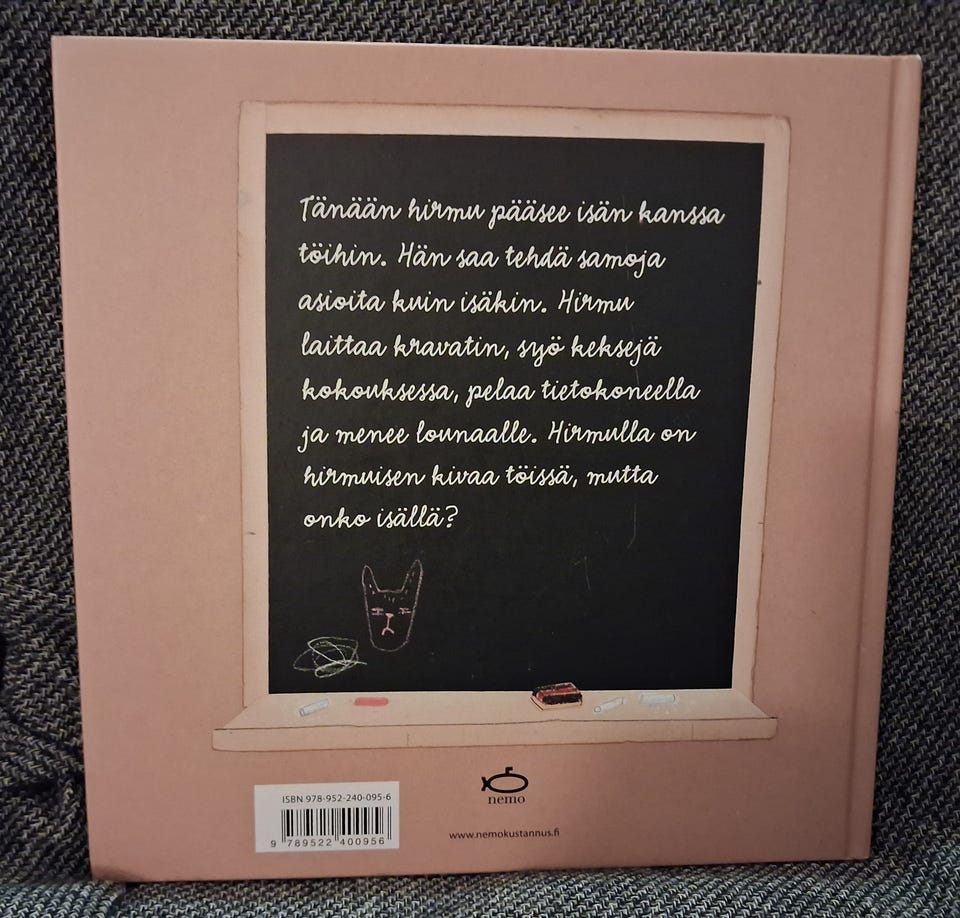 Tänään hirmu pääsee isän kanssa
töihin. Hän saa tehdä samoja
asioita kuin isäkin. Hirmu
laittaa kravatin, syö keksejä
kokouksessa, pelaa tietokoneella
ja menee lounaalle. Hirmulla on
hirmuisen kivaa töissä, mutta
onko isällä?
ISBN 978-952-240-095-6
9 789522 400956
nemo
www.nemokustannus.fi